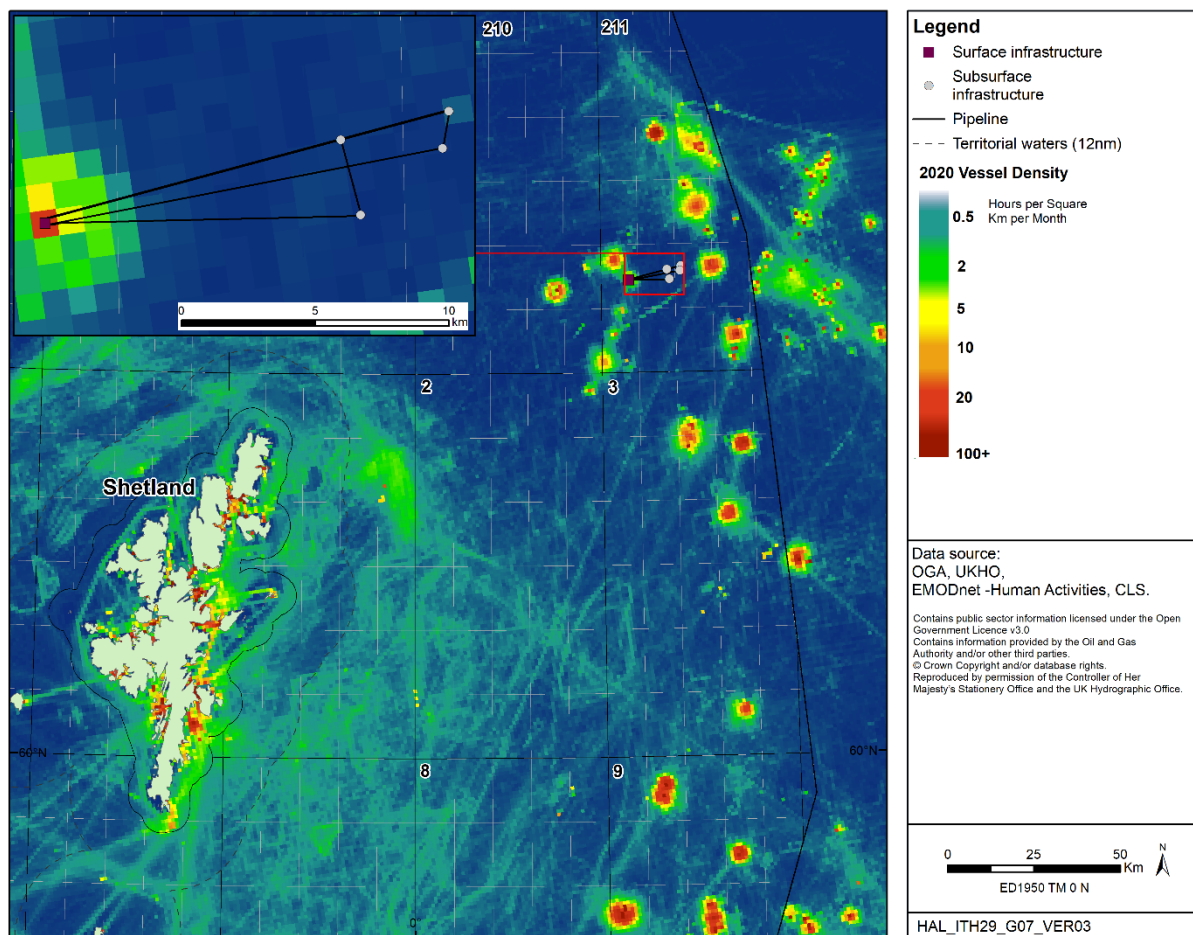 210
211
0
5
10
km
2
3
Shetland
60°N
60°N
8
9
0°
Legend
Surface infrastructure
Subsurface
infrastructure
Pipeline
Territorial waters (12nm)
2020 Vessel Density
Hours per Square
Km per Month
0.5
2
5
10
20
100+
Data source:
OGA, UKHO,
EMODnet -Human Activities, CLS.
Contains public sector information licensed under the Open
Government Licence v3.0
Contains information provided by the Oil and Gas
Authority and/or other third parties.
© Crown Copyright and/or database rights.
Reproduced by permission of the Controller of Her
Majesty's Stationery Office and the UK Hydrographic Office.
0 25 50
Km
N
ED1950 TM 0 N
HAL_ITH29_G07_VER03